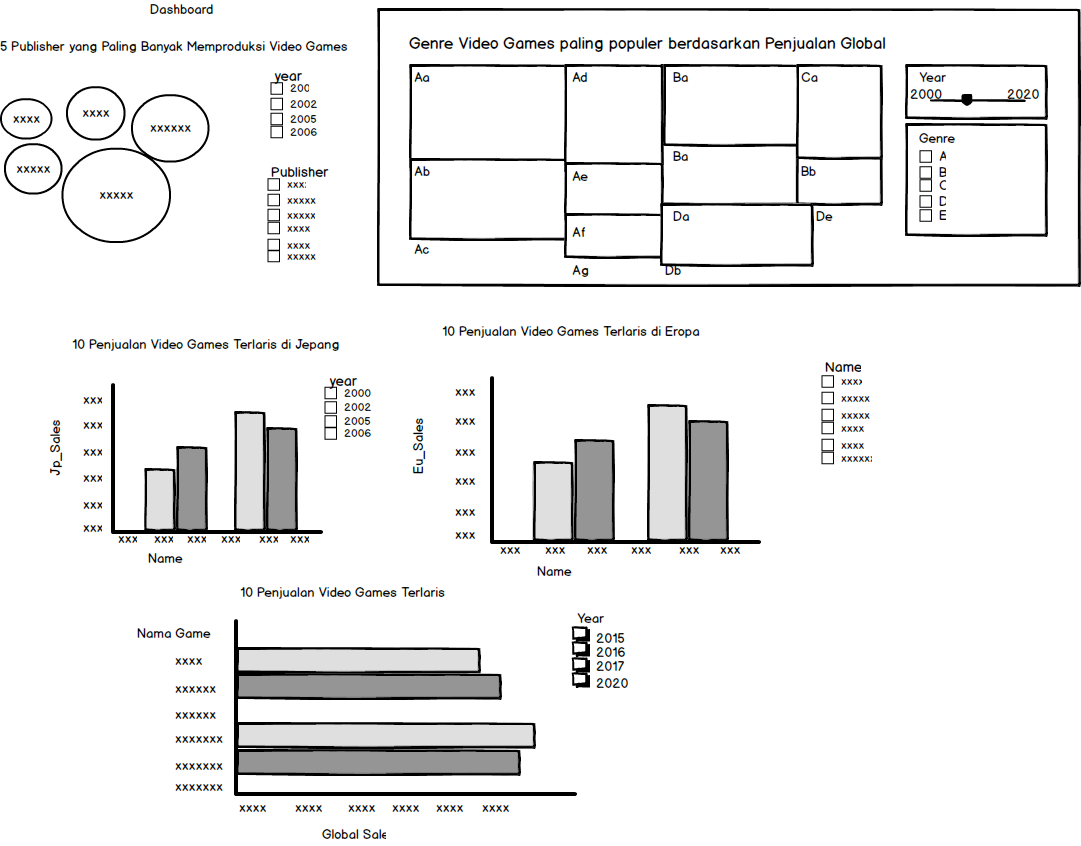 Dashboard
5 Publisher yang Paling Banyak Memproduksi Video Games
year
200
2002
2005
2006
xxxx
xxxx
xxxxxx
xxxxx
xxxxx
Publisher
xxx
xxxxx
xxxxx
xxxx
xxxx
xxxxx
Genre Video Games paling populer berdasarkan Penjualan Global
Aa
Ad
Ba
Ca
Ab
Ae
Ba
Bb
Af
Da
De
Ac
Ag
Db
Year
2000
2020
Genre
A
B
C
D
E
10 Penjualan Video Games Terlaris di Jepang
year
2000
2002
2005
2006
Jp_Sales
xxx
xxx
xxx
xxx
xxx
xxx
xxx xxx xxx xxx xxx xxx
Name
10 Penjualan Video Games Terlaris di Eropa
Name
xxx
xxxxx
xxxxx
xxxx
xxxx
xxxxx
Eu_Sales
xxx
xxx
xxx
xxx
xxx
xxx
xxx xxx xxx xxx xxx xxx
Name
10 Penjualan Video Games Terlaris
Nama Game
xxxx
xxxxxx
xxxxxx
xxxxxxx
xxxxxxx
xxxxxxx
xxxx xxxx xxxx xxxx xxxx xxxx
Global Sale
Year
2015
2016
2017
2020